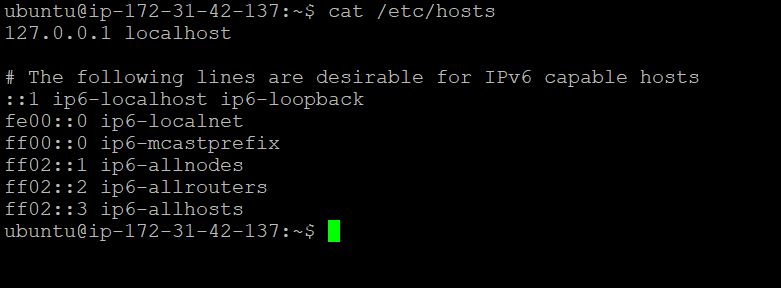 ubuntu@ip-172-31-42-137:~$ cat /etc/hosts
127.0.0.1 localhost

# The following lines are desirable for IPv6 capable hosts
::1 ip6-localhost ip6-loopback
fe00::0 ip6-localnet
ff00::0 ip6-mcastprefix
ff02::1 ip6-allnodes
ff02::2 ip6-allrouters
ff02::3 ip6-allhosts
ubuntu@ip-172-31-42-137:~$